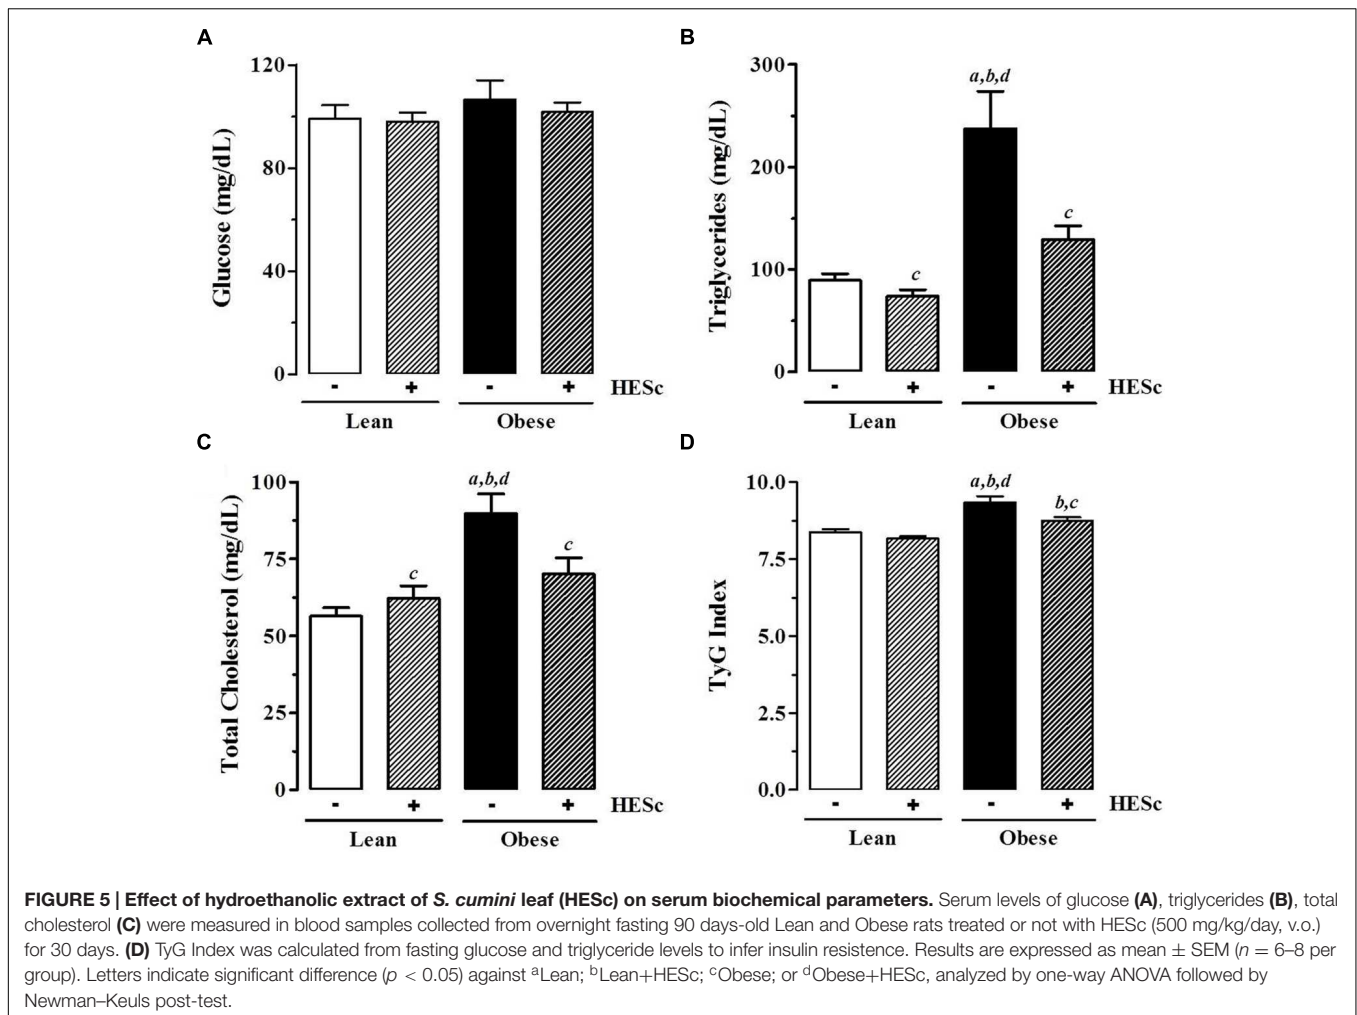 A
120
80
40
0
Glucose (mg/dL)
- + - + HESc
Lean Obese
B
a,b,d
c
c
300
200
100
0
Triglycerides (mg/dL)
- + - + HESc
Lean Obese
C
a,b,d
c
c
100
75
50
25
0
Total Cholesterol (mg/dL)
- + - + HESc
Lean Obese
D
a,b,d
b,c
10.0
7.5
5.0
2.5
0.0
TyG Index
- + - + HESc
Lean Obese
FIGURE 5 | Effect of hydroethanolic extract of S. cumini leaf (HESc) on serum biochemical parameters. Serum levels of glucose (A), triglycerides (B), total
cholesterol (C) were measured in blood samples collected from overnight fasting 90 days-old Lean and Obese rats treated or not with HESc (500 mg/kg/day, v.o.)
for 30 days. (D) TyG Index was calculated from fasting glucose and triglyceride levels to infer insulin resistence. Results are expressed as mean ± SEM (n = 6–8 per
group). Letters indicate significant difference (p < 0.05) against ᵃLean; ᵇLean+HESc; ᶜObese; or ᵈObese+HESc, analyzed by one-way ANOVA followed by
Newman–Keuls post-test.